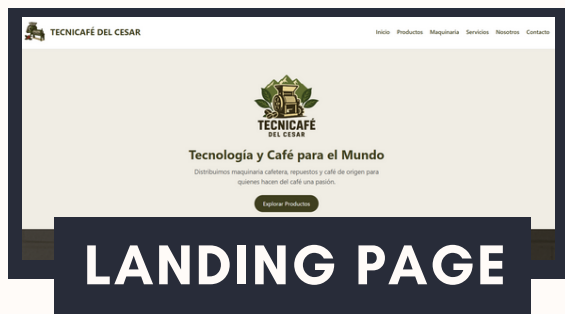 TECNICAFÉ DEL CESAR
Inicio Productos Maquinaria Servicios Nosotros Contacto
TECNICAFÉ
DEL CESAR
Tecnología y Café para el Mundo
Distribuimos maquinaria cafetera, repuestos y café de origen para
quienes hacen del café una pasión.
Explorar Productos
LANDING PAGE